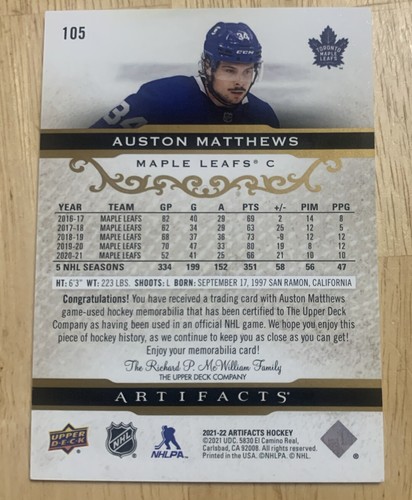 105
34
TORONTO
MAPLE
LEAFS
34
AUSTON MATTHEWS
MAPLE LEAFS® C
YEAR TEAM GP G A PTS +/- PIM PPG
2016-17 MAPLE LEAFS 82 40 29 69 2 14 8
2017-18 MAPLE LEAFS 62 34 29 63 25 12 5
2018-19 MAPLE LEAFS 68 37 36 73 -9 12 12
2019-20 MAPLE LEAFS 70 47 33 80 19 8 12
2020-21 MAPLE LEAFS 52 41 25 66 21 10 10
5 NHL SEASONS 334 199 152 351 58 56 47
HT: 6'3" WT: 223 LBS. SHOOTS: L BORN: SEPTEMBER 17, 1997 SAN RAMON, CALIFORNIA
Congratulations! You have received a trading card with Auston Matthews
game-used hockey memorabilia that has been certified to The Upper Deck
Company as having been used in an official NHL game. We hope you enjoy this
piece of hockey history, as we continue to keep you as close as you can get!
Enjoy your memorabilia card!
The Richard P. McWilliam Family
THE UPPER DECK COMPANY
ARTIFACTS®
UPPER DECK
NHL
NHLPA
2021-22 ARTIFACTS HOCKEY
©2021 UDC. 5830 El Camino Real,
Carlsbad, CA 92008. All rights reserved.
Printed in the USA. ©NHLPA. © NHL.